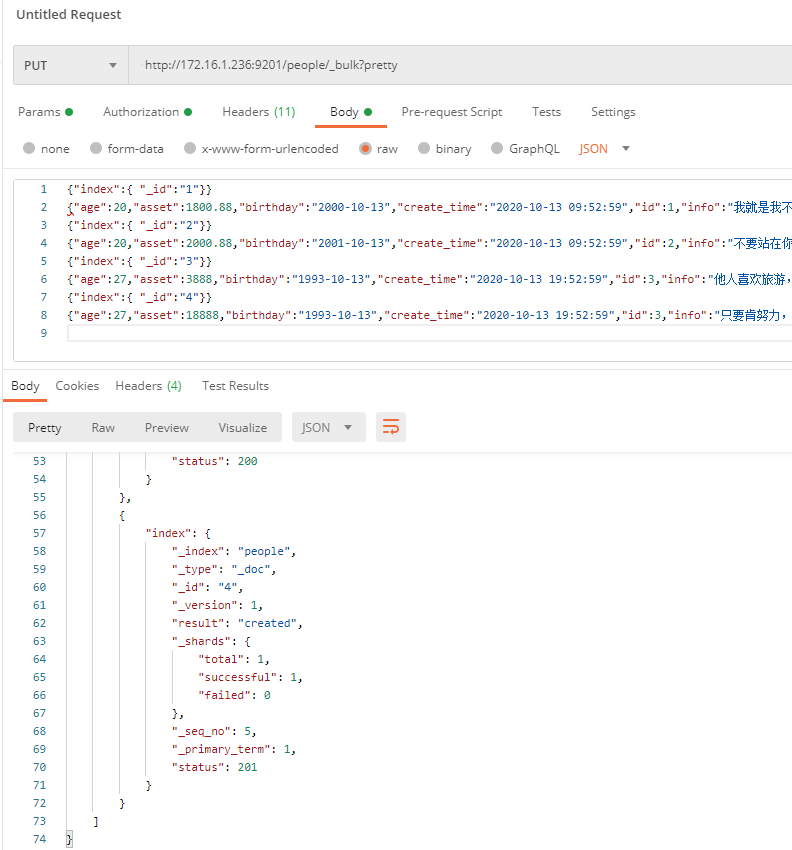 Untitled Request
PUT http://172.16.1.236:9201/people/_bulk?pretty
Params Authorization Headers (11) Body Pre-request Script Tests Settings
none form-data x-www-form-urlencoded raw binary GraphQL JSON
1 {"index":{ "_id":"1"}}
2 {"age":20,"asset":1800.88,"birthday":"2000-10-13","create_time":"2020-10-13 09:52:59","id":1,"info":"我就是我不
3 {"index":{ "_id":"2"}}
4 {"age":20,"asset":2000.88,"birthday":"2001-10-13","create_time":"2020-10-13 09:52:59","id":2,"info":"不要站在你
5 {"index":{ "_id":"3"}}
6 {"age":27,"asset":3888,"birthday":"1993-10-13","create_time":"2020-10-13 19:52:59","id":3,"info":"他人喜欢旅游，
7 {"index":{ "_id":"4"}}
8 {"age":27,"asset":18888,"birthday":"1993-10-13","create_time":"2020-10-13 19:52:59","id":3,"info":"只要肯努力，
9
Body Cookies Headers (4) Test Results
Pretty Raw Preview Visualize JSON
53 "status": 200
54 }
55 },
56 {
57 "index": {
58 "_index": "people",
59 "_type": "_doc",
60 "_id": "4",
61 "_version": 1,
62 "result": "created",
63 "_shards": {
64 "total": 1,
65 "successful": 1,
66 "failed": 0
67 },
68 "_seq_no": 5,
69 "_primary_term": 1,
70 "status": 201
71 }
72 }
73 ]
74 }